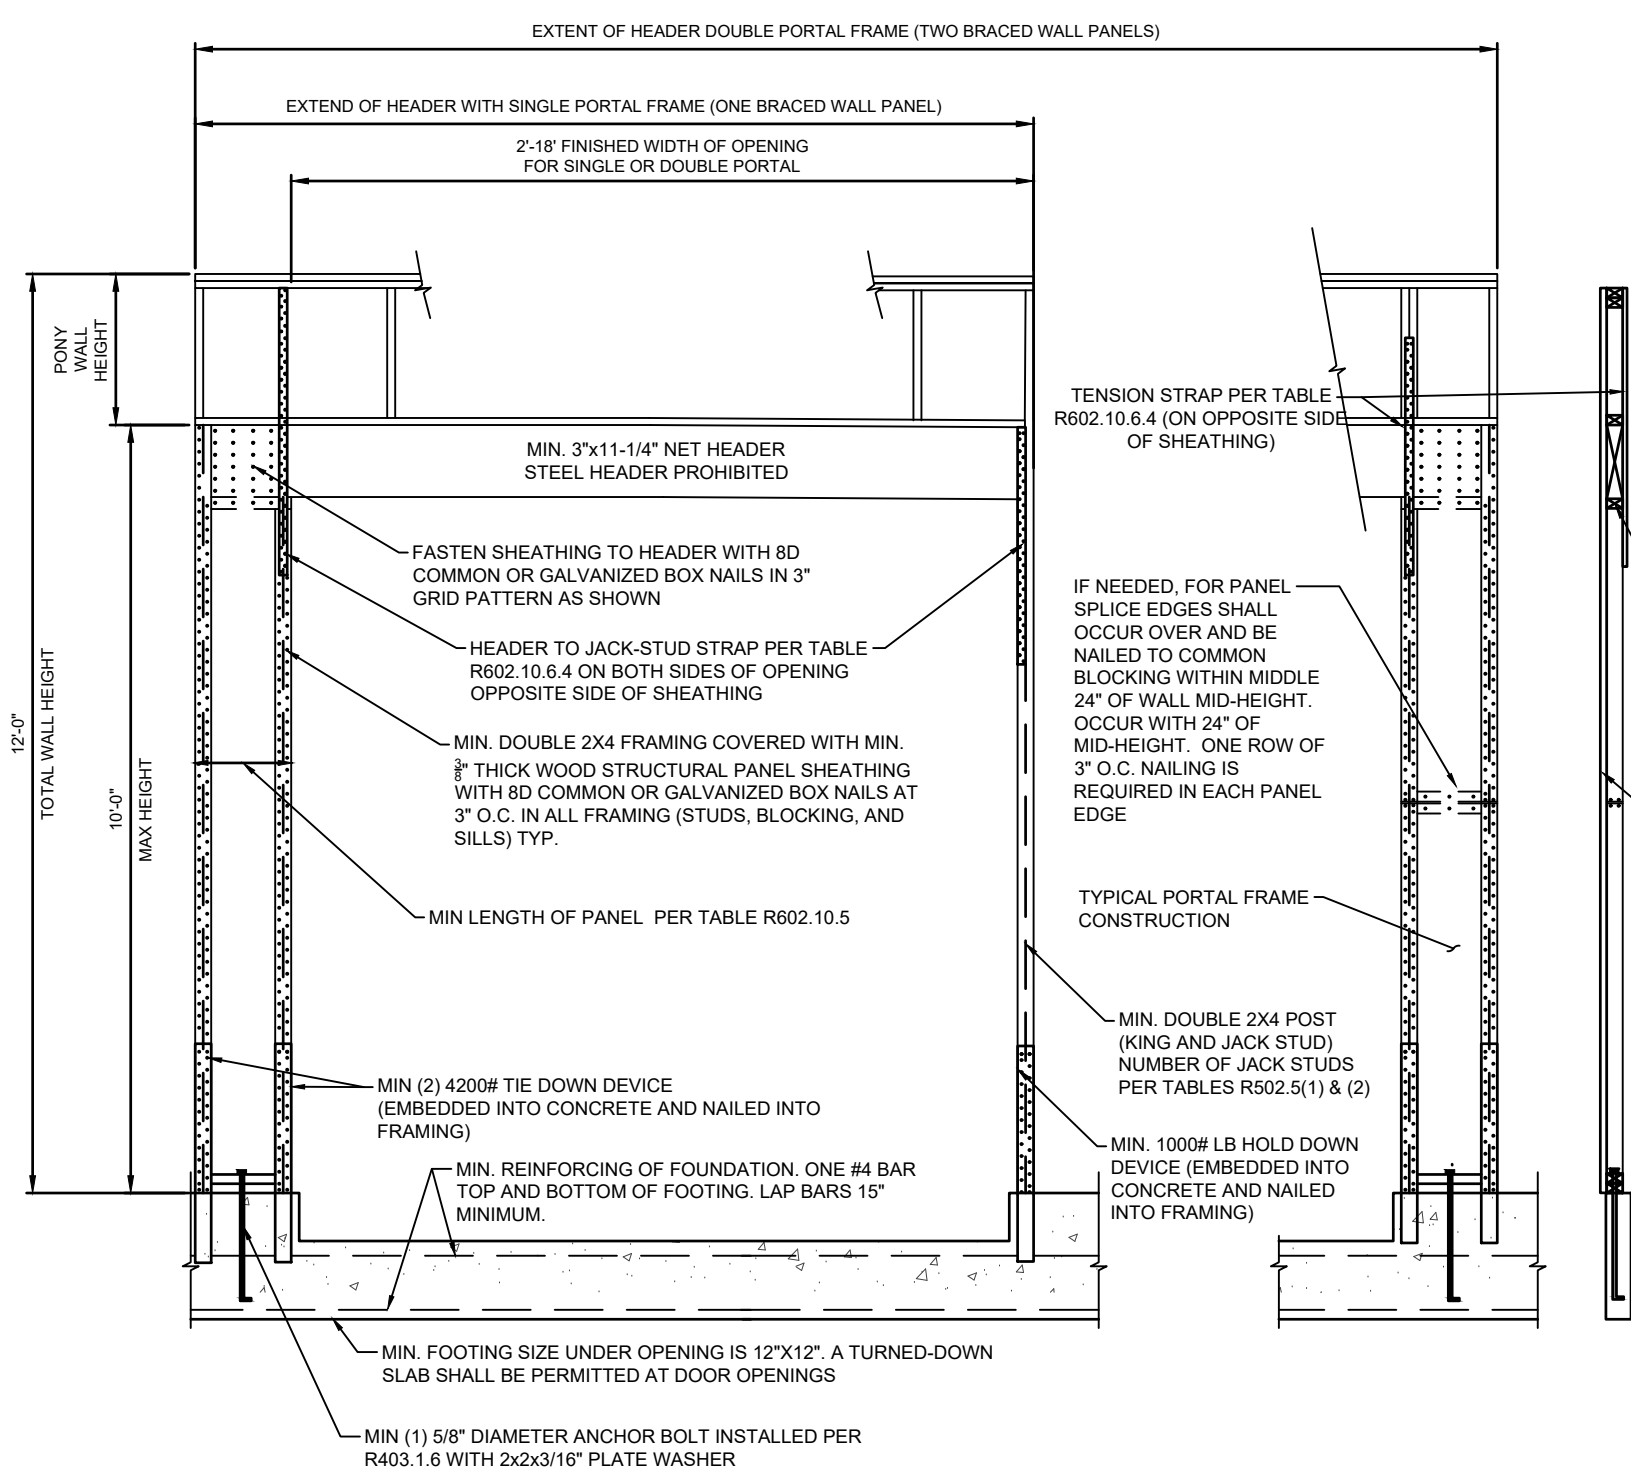 EXTENT OF HEADER DOUBLE PORTAL FRAME (TWO BRACED WALL PANELS)
EXTEND OF HEADER WITH SINGLE PORTAL FRAME (ONE BRACED WALL PANEL)
2'-18' FINISHED WIDTH OF OPENING
FOR SINGLE OR DOUBLE PORTAL
PONY
WALL
HEIGHT
12'-0"
TOTAL WALL HEIGHT
10'-0"
MAX HEIGHT
MIN. 3"x11-1/4" NET HEADER
STEEL HEADER PROHIBITED
TENSION STRAP PER TABLE
R602.10.6.4 (ON OPPOSITE SIDE
OF SHEATHING)
FASTEN SHEATHING TO HEADER WITH 8D
COMMON OR GALVANIZED BOX NAILS IN 3"
GRID PATTERN AS SHOWN
HEADER TO JACK-STUD STRAP PER TABLE
R602.10.6.4 ON BOTH SIDES OF OPENING
OPPOSITE SIDE OF SHEATHING
MIN. DOUBLE 2X4 FRAMING COVERED WITH MIN.
3/8" THICK WOOD STRUCTURAL PANEL SHEATHING
WITH 8D COMMON OR GALVANIZED BOX NAILS AT
3" O.C. IN ALL FRAMING (STUDS, BLOCKING, AND
SILLS) TYP.
MIN LENGTH OF PANEL PER TABLE R602.10.5
IF NEEDED, FOR PANEL
SPLICE EDGES SHALL
OCCUR OVER AND BE
NAILED TO COMMON
BLOCKING WITHIN MIDDLE
24" OF WALL MID-HEIGHT.
OCCUR WITH 24" OF
MID-HEIGHT. ONE ROW OF
3" O.C. NAILING IS
REQUIRED IN EACH PANEL
EDGE
TYPICAL PORTAL FRAME
CONSTRUCTION
MIN. DOUBLE 2X4 POST
(KING AND JACK STUD)
NUMBER OF JACK STUDS
PER TABLES R502.5(1) & (2)
MIN (2) 4200# TIE DOWN DEVICE
(EMBEDDED INTO CONCRETE AND NAILED INTO
FRAMING)
MIN. 1000# LB HOLD DOWN
DEVICE (EMBEDDED INTO
CONCRETE AND NAILED
INTO FRAMING)
MIN. REINFORCING OF FOUNDATION. ONE #4 BAR
TOP AND BOTTOM OF FOOTING. LAP BARS 15"
MINIMUM.
MIN. FOOTING SIZE UNDER OPENING IS 12"X12". A TURNED-DOWN
SLAB SHALL BE PERMITTED AT DOOR OPENINGS
MIN (1) 5/8" DIAMETER ANCHOR BOLT INSTALLED PER
R403.1.6 WITH 2x2x3/16" PLATE WASHER